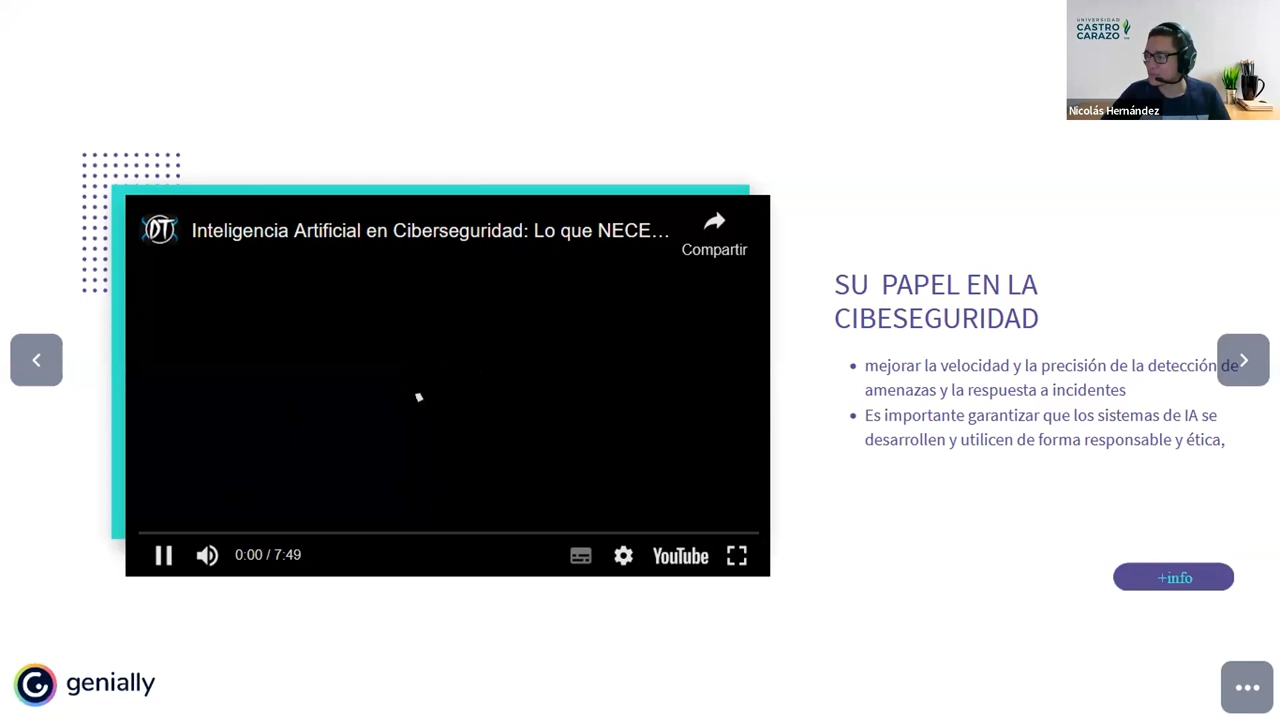 UNIVERSIDAD
CASTRO
CARAZO
Nicolás Hernández
DT
Inteligencia Artificial en Ciberseguridad: Lo que NECE...
Compartir
SU PAPEL EN LA
CIBESEGURIDAD
• mejorar la velocidad y la precisión de la detección de
amenazas y la respuesta a incidentes
• Es importante garantizar que los sistemas de IA se
desarrollen y utilicen de forma responsable y ética,
0:00 / 7:49
YouTube
+info
genially